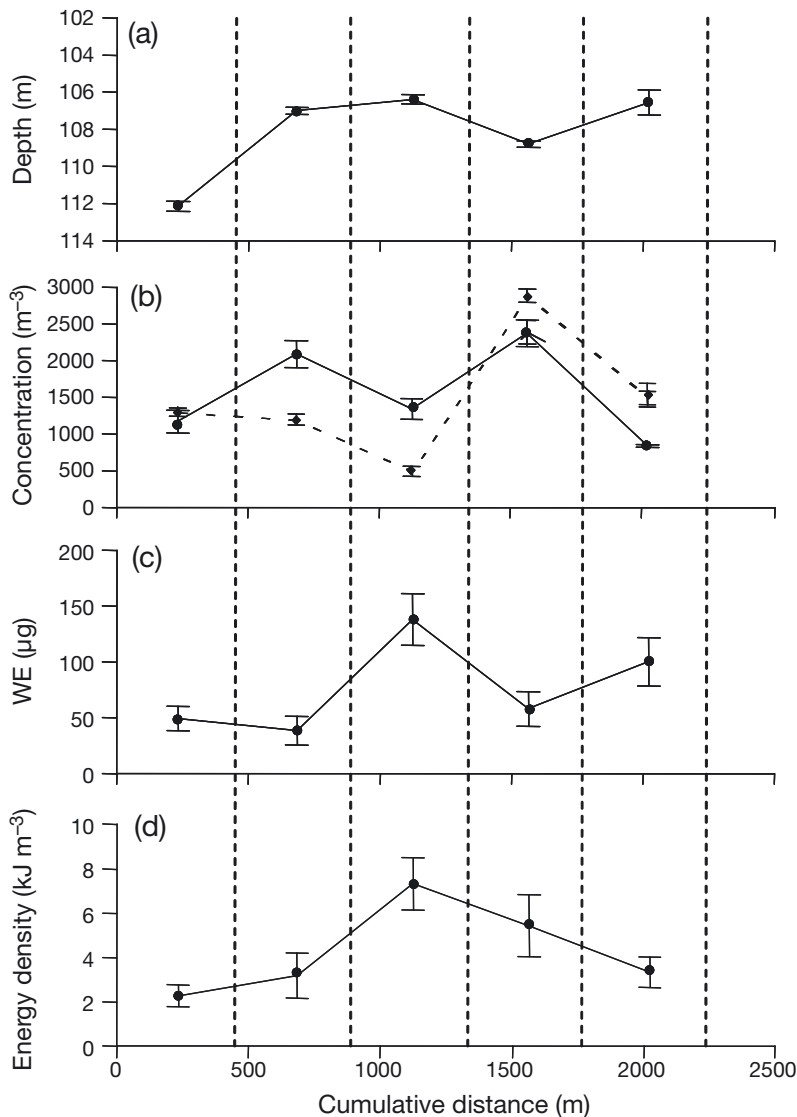 (a)
Depth (m)
102
104
106
108
110
112
114
(b)
Concentration (m⁻³)
3000
2500
2000
1500
1000
500
0
(c)
WE (µg)
200
150
100
50
0
(d)
Energy density (kJ m⁻³)
10
8
6
4
2
0
0 500 1000 1500 2000 2500
Cumulative distance (m)